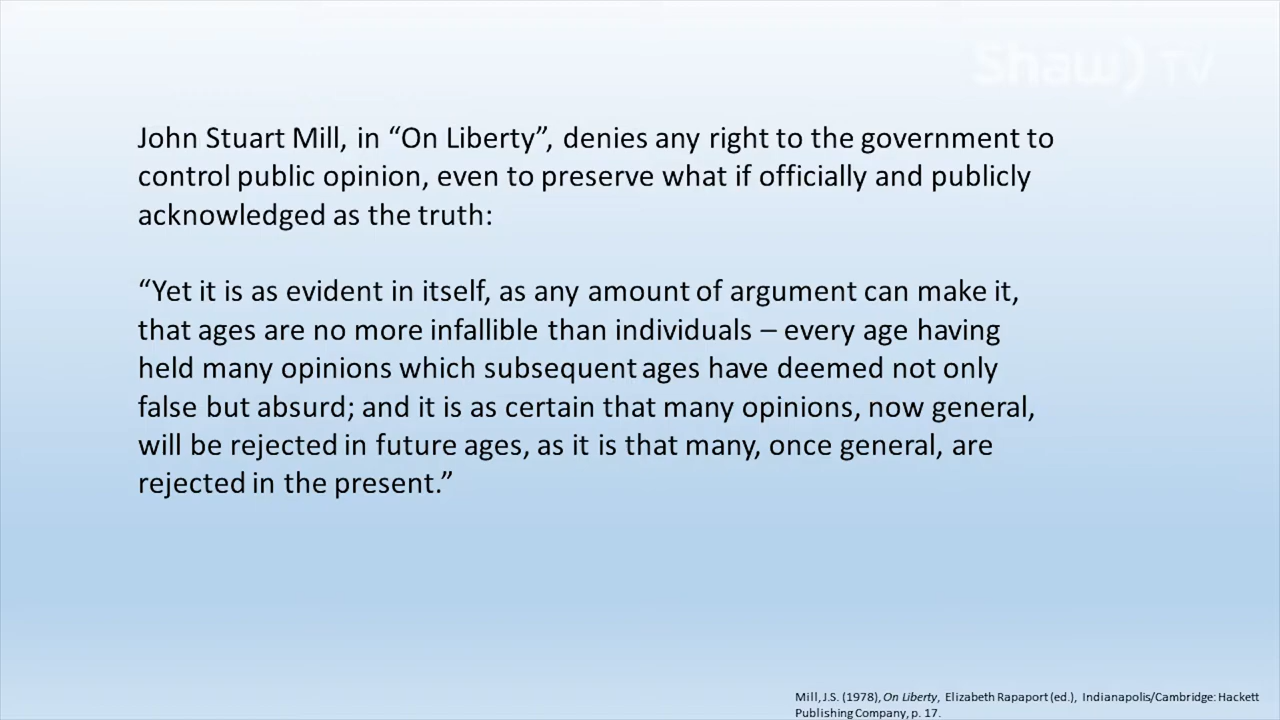 Shaw) TV
John Stuart Mill, in “On Liberty”, denies any right to the government to
control public opinion, even to preserve what if officially and publicly
acknowledged as the truth:
“Yet it is as evident in itself, as any amount of argument can make it,
that ages are no more infallible than individuals – every age having
held many opinions which subsequent ages have deemed not only
false but absurd; and it is as certain that many opinions, now general,
will be rejected in future ages, as it is that many, once general, are
rejected in the present.”
Mill, J.S. (1978), On Liberty, Elizabeth Rapaport (ed.), Indianapolis/Cambridge: Hackett
Publishing Company, p. 17.